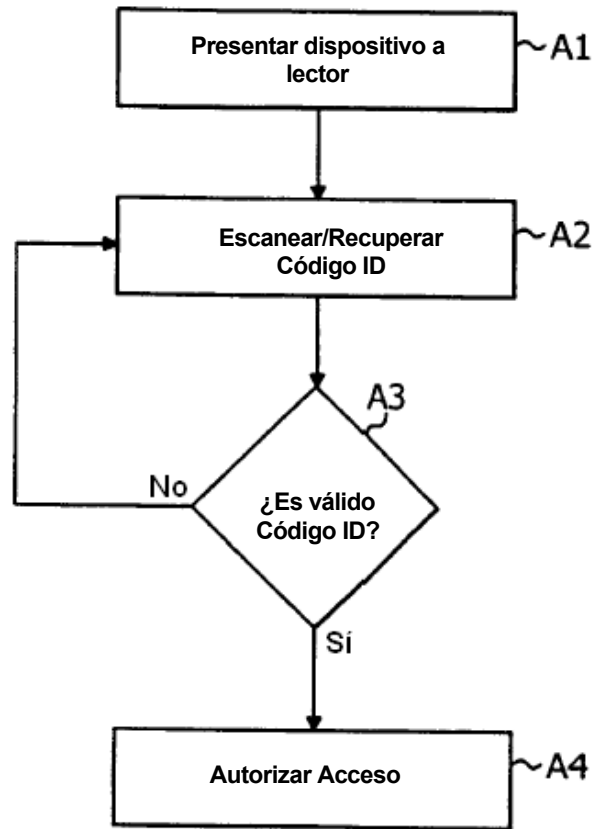 Presentar dispositivo a
lector
A1
Escanear/Recuperar
Código ID
A2
A3
No
¿Es válido
Código ID?
Sí
Autorizar Acceso
A4